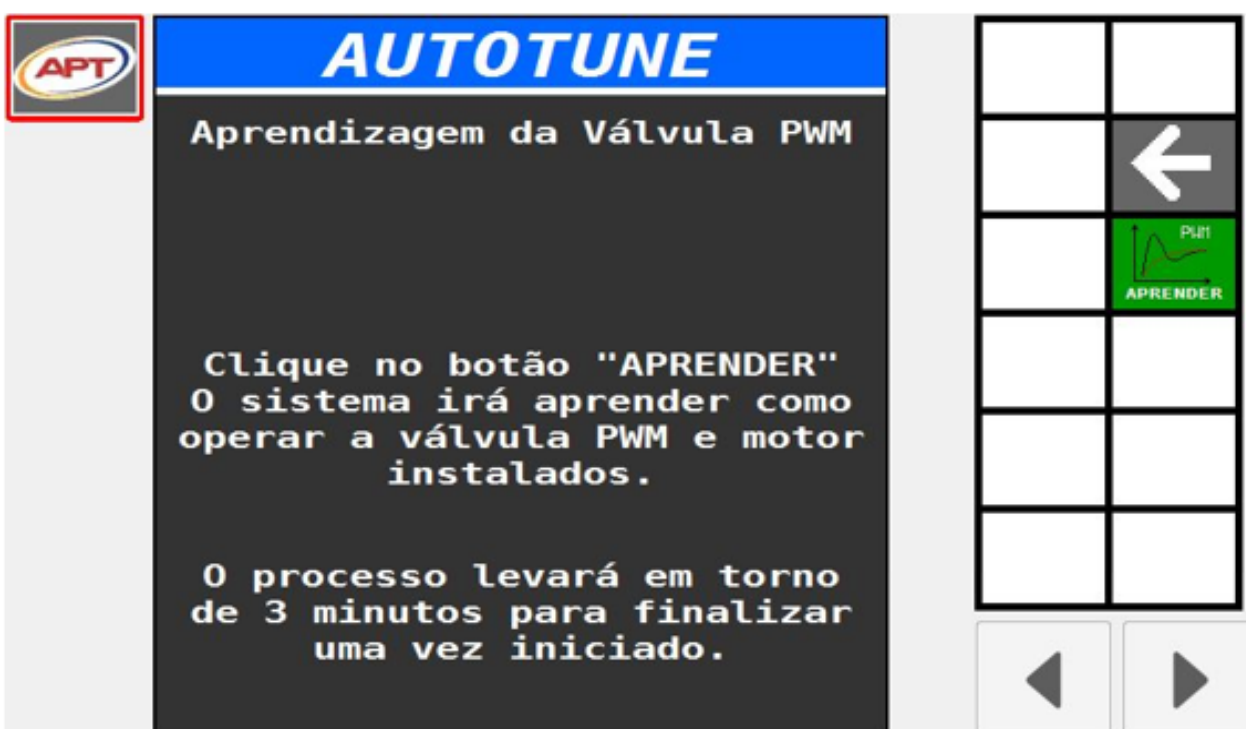 APT
AUTOTUNE
Aprendizagem da Válvula PWM
Clique no botão "APRENDER"
O sistema irá aprender como
operar a válvula PWM e motor
instalados.
O processo levará em torno
de 3 minutos para finalizar
uma vez iniciado.
PWM
APRENDER